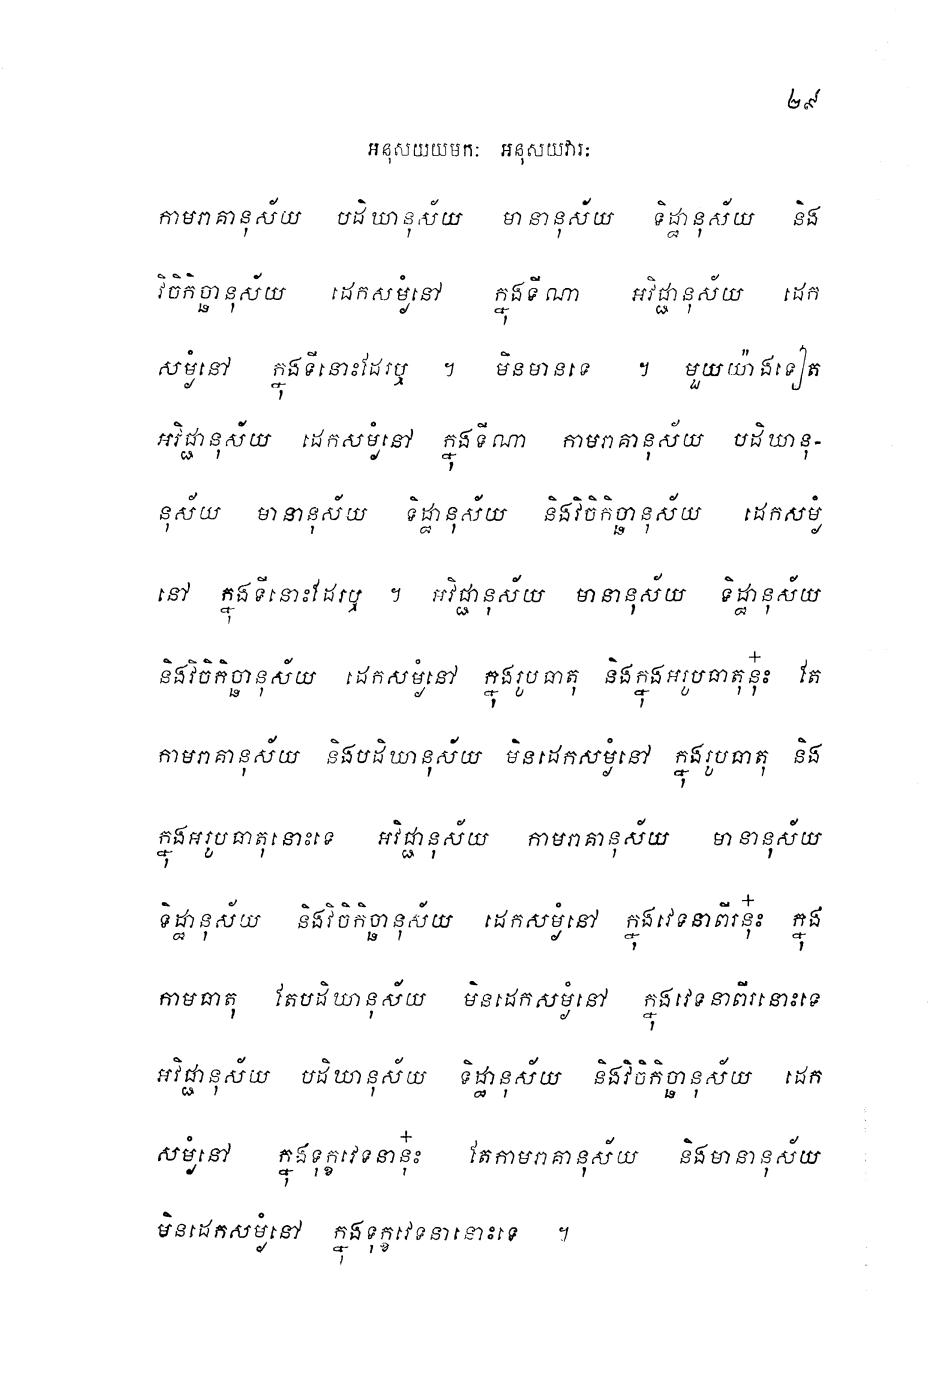 ២៩
អនុសយយមក: អនុសយវារ:
កាមរាគានុស័យ បដិឃានុស័យ មានានុស័យ ទិដ្ឋានុស័យ និង
វិចិកិច្ឆានុស័យ ដេកសម្ងំនៅ ក្នុងទីណា អវិជ្ជានុស័យ ដេក
សម្ងំនៅ ក្នុងទីនោះដែរឬ ។ មិនមានទេ ។ មួយយ៉ាងទៀត
អវិជ្ជានុស័យ ដេកសម្ងំនៅ ក្នុងទីណា កាមរាគានុស័យ បដិឃានុ-
នុស័យ មានានុស័យ ទិដ្ឋានុស័យ និងវិចិកិច្ឆានុស័យ ដេកសម្ងំ
នៅ ក្នុងទីនោះដែរឬ ។ អវិជ្ជានុស័យ មានានុស័យ ទិដ្ឋានុស័យ
និងវិចិកិច្ឆានុស័យ ដេកសម្ងំនៅ ក្នុងរូបធាតុ និងក្នុងអរូបធាតុនុ៎ះ តែ
កាមរាគានុស័យ និងបដិឃានុស័យ មិនដេកសម្ងំនៅ ក្នុងរូបធាតុ និង
ក្នុងអរូបធាតុនោះទេ អវិជ្ជានុស័យ កាមរាគានុស័យ មានានុស័យ
ទិដ្ឋានុស័យ និងវិចិកិច្ឆានុស័យ ដេកសម្ងំនៅ ក្នុងវេទនាពីរនុ៎ះ ក្នុង
កាមធាតុ តែបដិឃានុស័យ មិនដេកសម្ងំនៅ ក្នុងវេទនាពីរនោះទេ
អវិជ្ជានុស័យ បដិឃានុស័យ ទិដ្ឋានុស័យ និងវិចិកិច្ឆានុស័យ ដេក
សម្ងំនៅ ក្នុងទុក្ខវេទនានុ៎ះ តែកាមរាគានុស័យ និងមានានុស័យ
មិនដេកសម្ងំនៅ ក្នុងទុក្ខវេទនានោះទេ ។